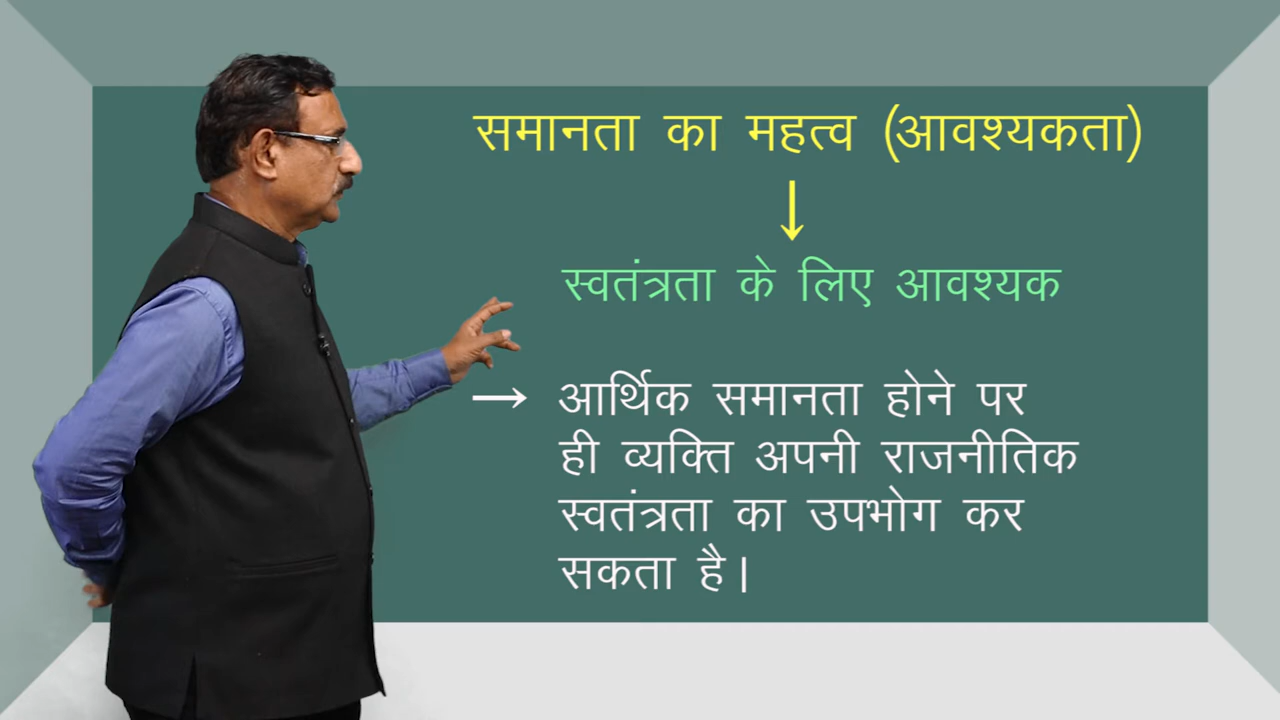 समानता का महत्व (आवश्यकता)
↓
स्वतंत्रता के लिए आवश्यक
→ आर्थिक समानता होने पर
ही व्यक्ति अपनी राजनीतिक
स्वतंत्रता का उपभोग कर
सकता है।